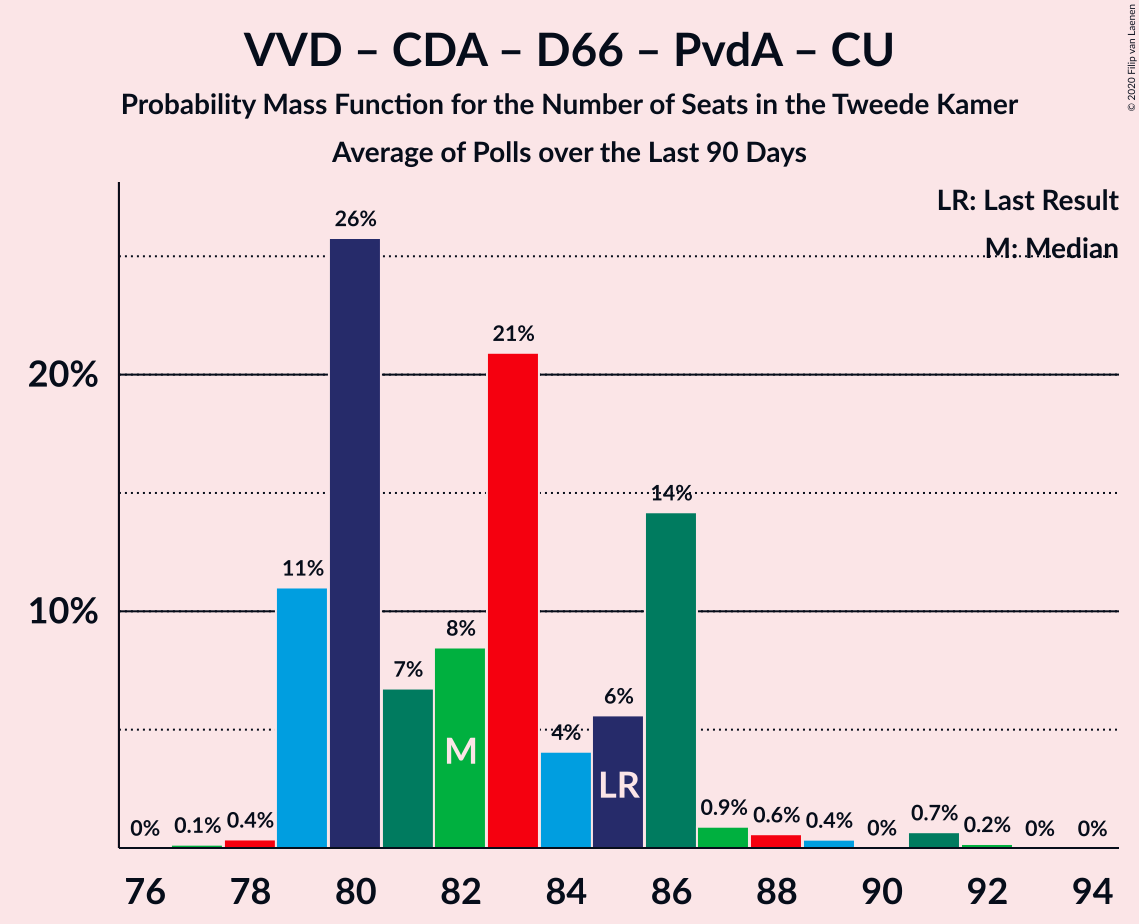 VVD – CDA – D66 – PvdA – CU
Probability Mass Function for the Number of Seats in the Tweede Kamer
Average of Polls over the Last 90 Days
© 2020 Filip van Laenen
LR: Last Result
M: Median
20%
10%
0%
0.1%
0.4%
11%
26%
7%
8%
21%
4%
6%
14%
0.9%
0.6%
0.4%
0%
0.7%
0.2%
0%
0%
M
LR
76 78 80 82 84 86 88 90 92 94